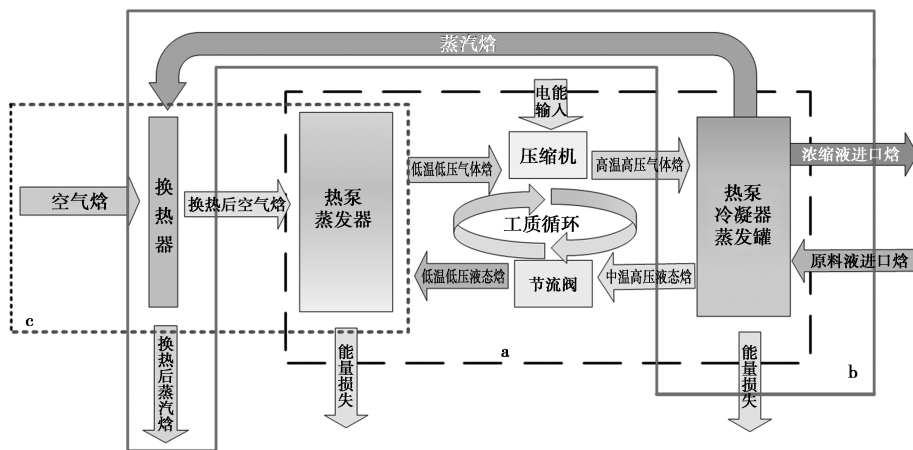 蒸汽焓
电能
输入
空气焓
换热器
换热后空气焓
热泵
蒸发器
低温低压气体焓
压缩机
高温高压气体焓
热泵
冷凝器
蒸发罐
浓缩液进口焓
工质循环
低温低压液态焓
节流阀
中温高压液态焓
原料液进口焓
c
a
b
换热后蒸汽焓
能量损失
能量损失